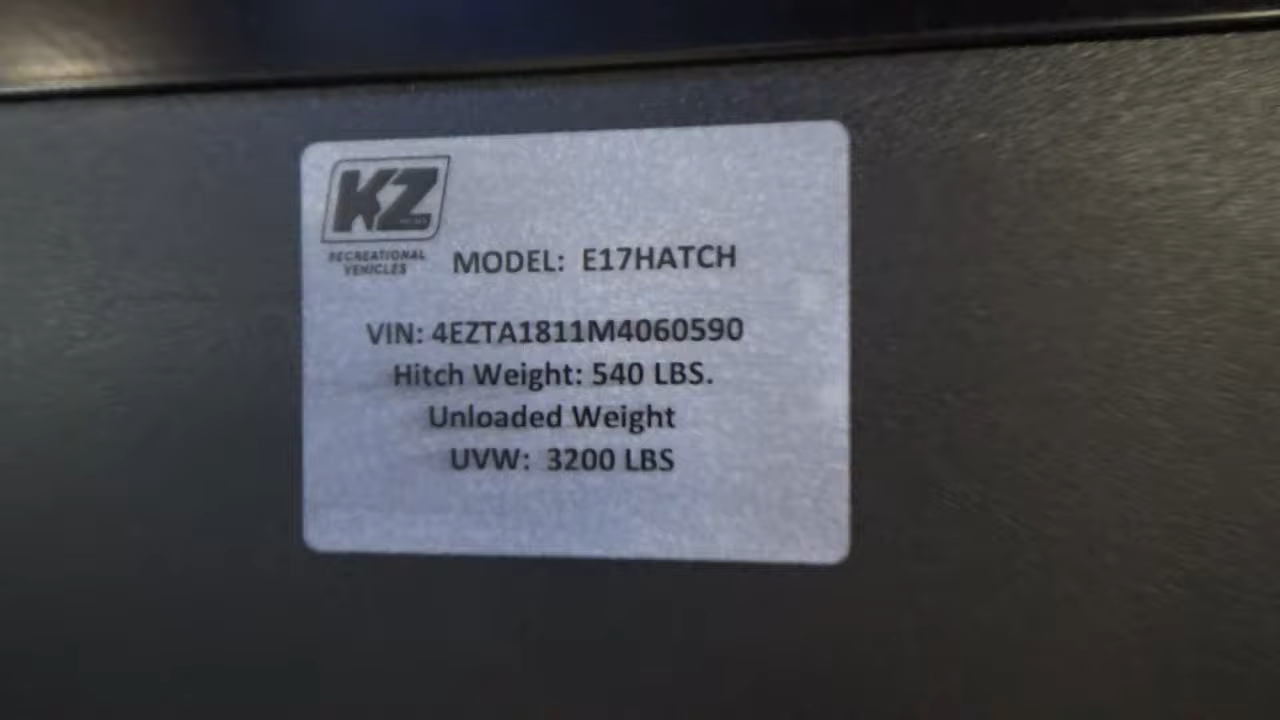 KZ
RECREATIONAL
VEHICLES
MODEL: E17HATCH
VIN: 4EZTA1811M4060590
Hitch Weight: 540 LBS.
Unloaded Weight
UVW: 3200 LBS